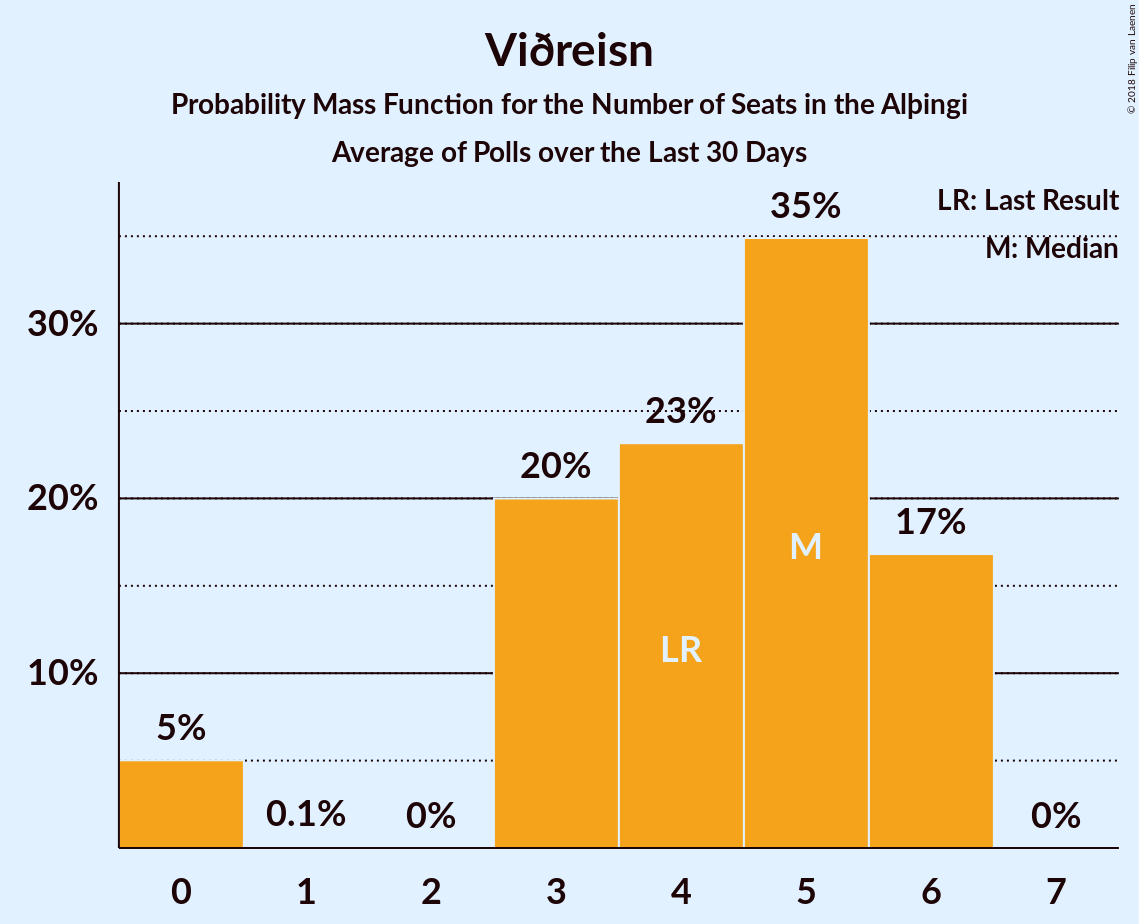 Viðreisn
Probability Mass Function for the Number of Seats in the Alþingi
Average of Polls over the Last 30 Days
© 2018 Filip van Laenen
LR: Last Result
M: Median
35%
30%
23%
20%
20%
17%
M
LR
10%
5%
0.1%
0%
0%
0 1 2 3 4 5 6 7